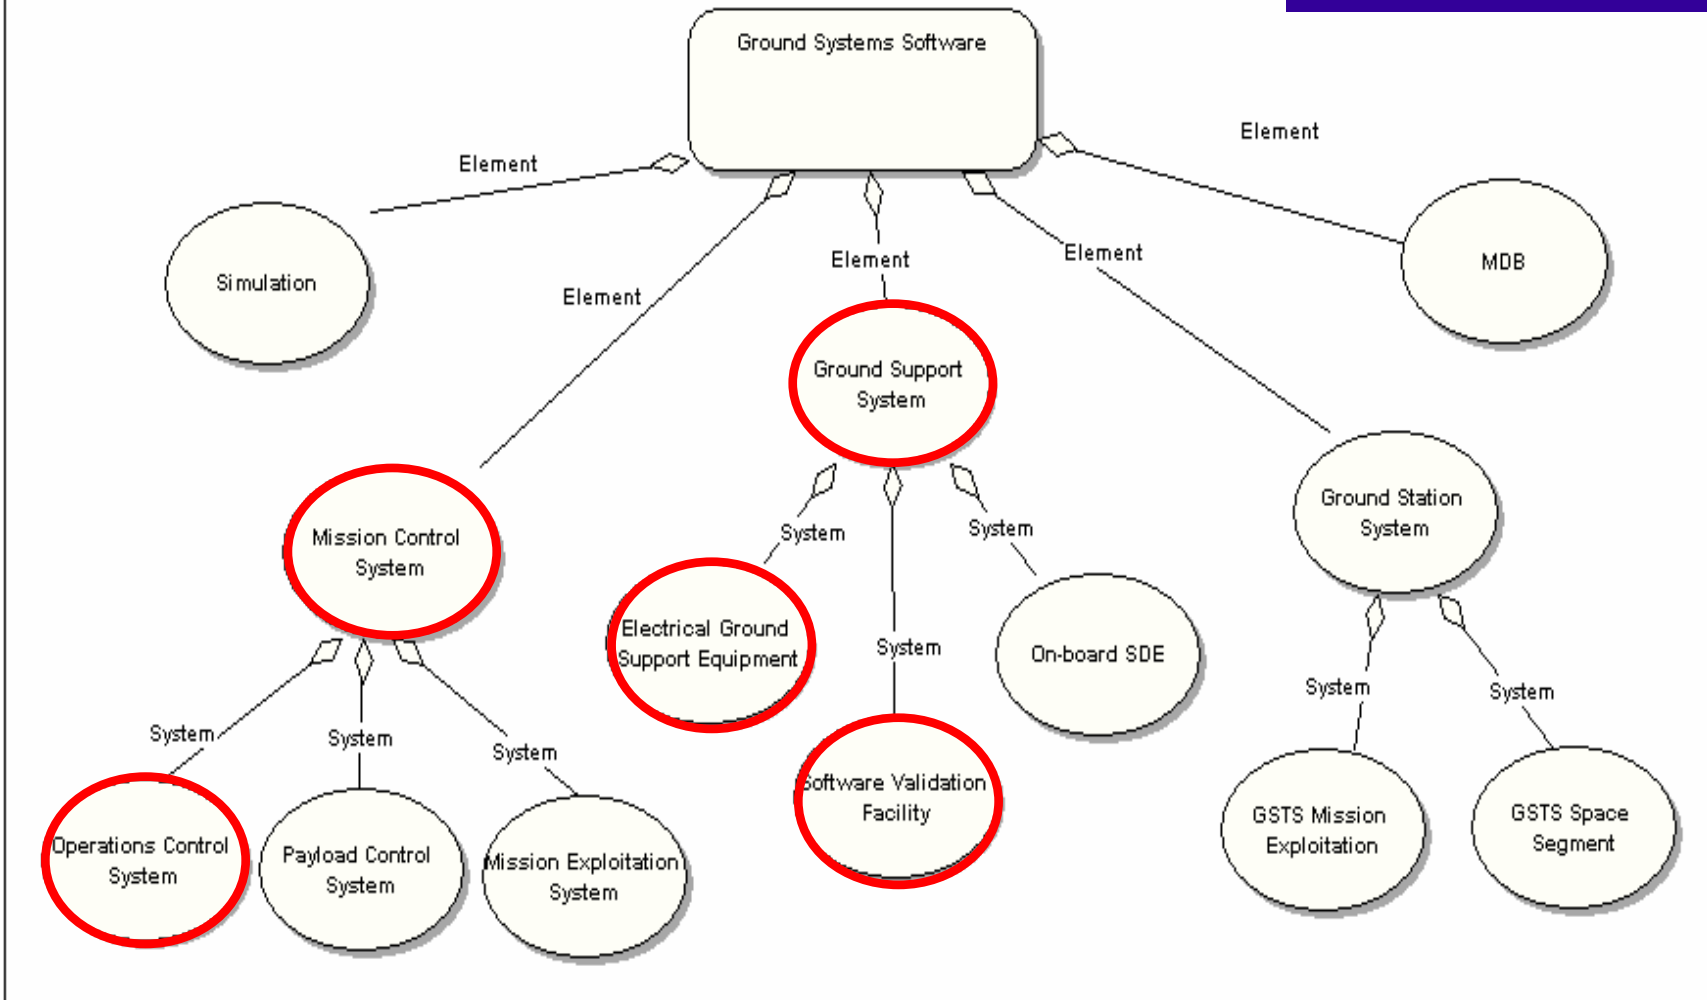 Ground Systems Software
Element
Element
Element
Element
Element
Simulation
MDB
Ground Support
System
Mission Control
System
Ground Station
System
System
System
System
Electrical Ground
Support Equipment
On-board SDE
System
System
System
System
System
Software Validation
Facility
Operations Control
System
Payload Control
System
Mission Exploitation
System
GSTS Mission
Exploitation
GSTS Space
Segment